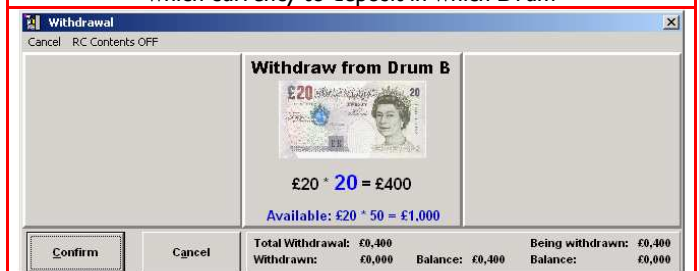 which currency to deposit in which Drum
Withdrawal
Cancel RC Contents OFF
Withdraw from Drum B
£20 20
£20 * 20 = £400
Available: £20 * 50 = £1,000
Confirm
Cancel
Total Withdrawal: £0,400 Being withdrawn: £0,400
Withdrawn: £0,000 Balance: £0,400 Balance: £0,000